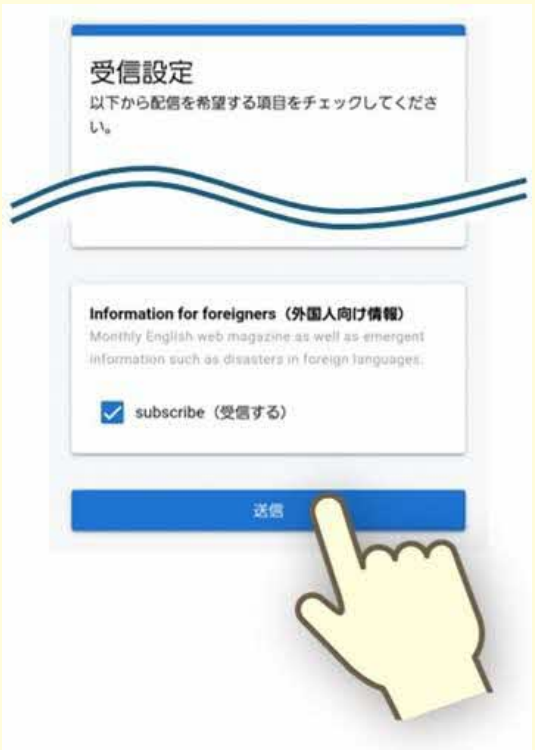 受信設定
以下から配信を希望する項目をチェックしてくださ
い。
Information for foreigners（外国人向け情報）
Monthly English web magazine as well as emergent
information such as disasters in foreign languages.
subscribe（受信する）
送信